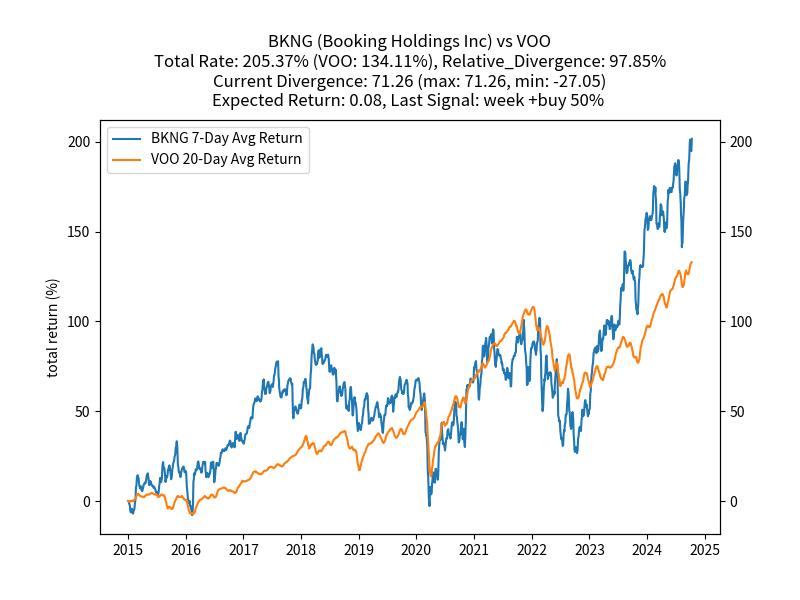 BKNG (Booking Holdings Inc) vs VOO
Total Rate: 205.37% (VOO: 134.11%), Relative_Divergence: 97.85%
Current Divergence: 71.26 (max: 71.26, min: -27.05)
Expected Return: 0.08, Last Signal: week +buy 50%
BKNG 7-Day Avg Return
VOO 20-Day Avg Return
total return (%)
200
150
100
50
0
200
150
100
50
0
2015 2016 2017 2018 2019 2020 2021 2022 2023 2024 2025